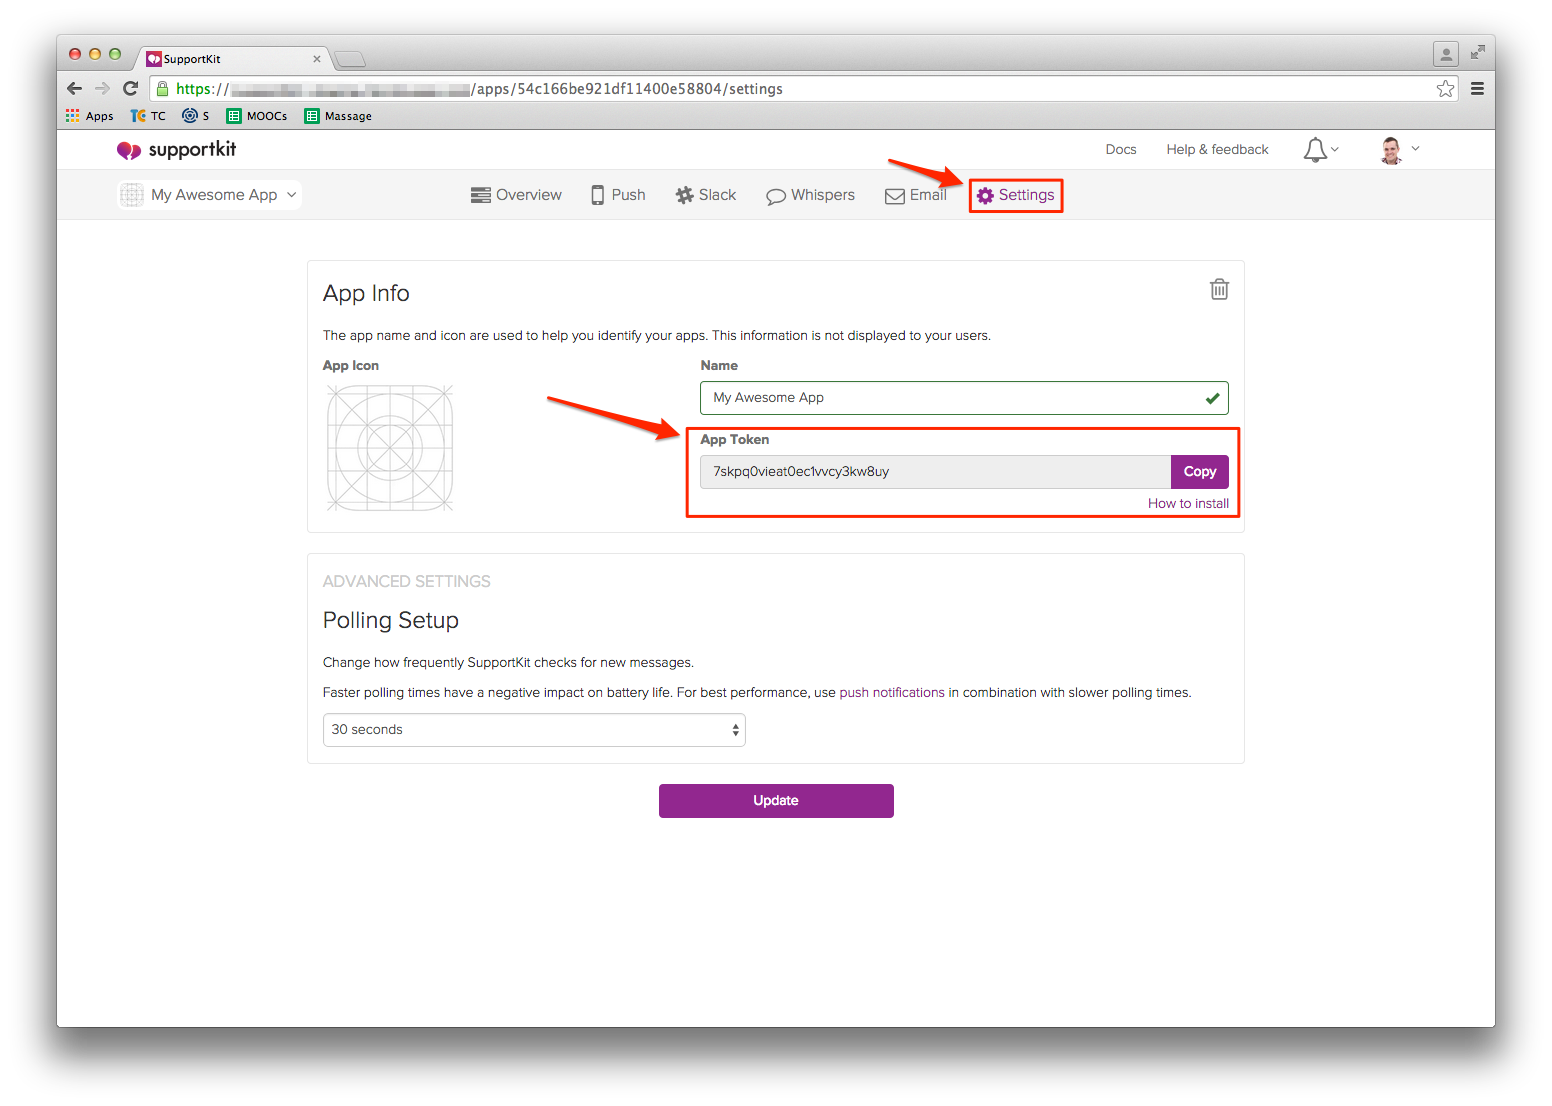 SupportKit
https:// /apps/54c166be921df11400e58804/settings
Apps TC S MOOCs Massage
supportkit Docs Help & feedback
My Awesome App Overview Push Slack Whispers Email Settings
App Info
The app name and icon are used to help you identify your apps. This information is not displayed to your users.
App Icon Name
My Awesome App
App Token
7skpq0vieat0ec1vvcy3kw8uy Copy
How to install
ADVANCED SETTINGS
Polling Setup
Change how frequently SupportKit checks for new messages.
Faster polling times have a negative impact on battery life. For best performance, use push notifications in combination with slower polling times.
30 seconds
Update